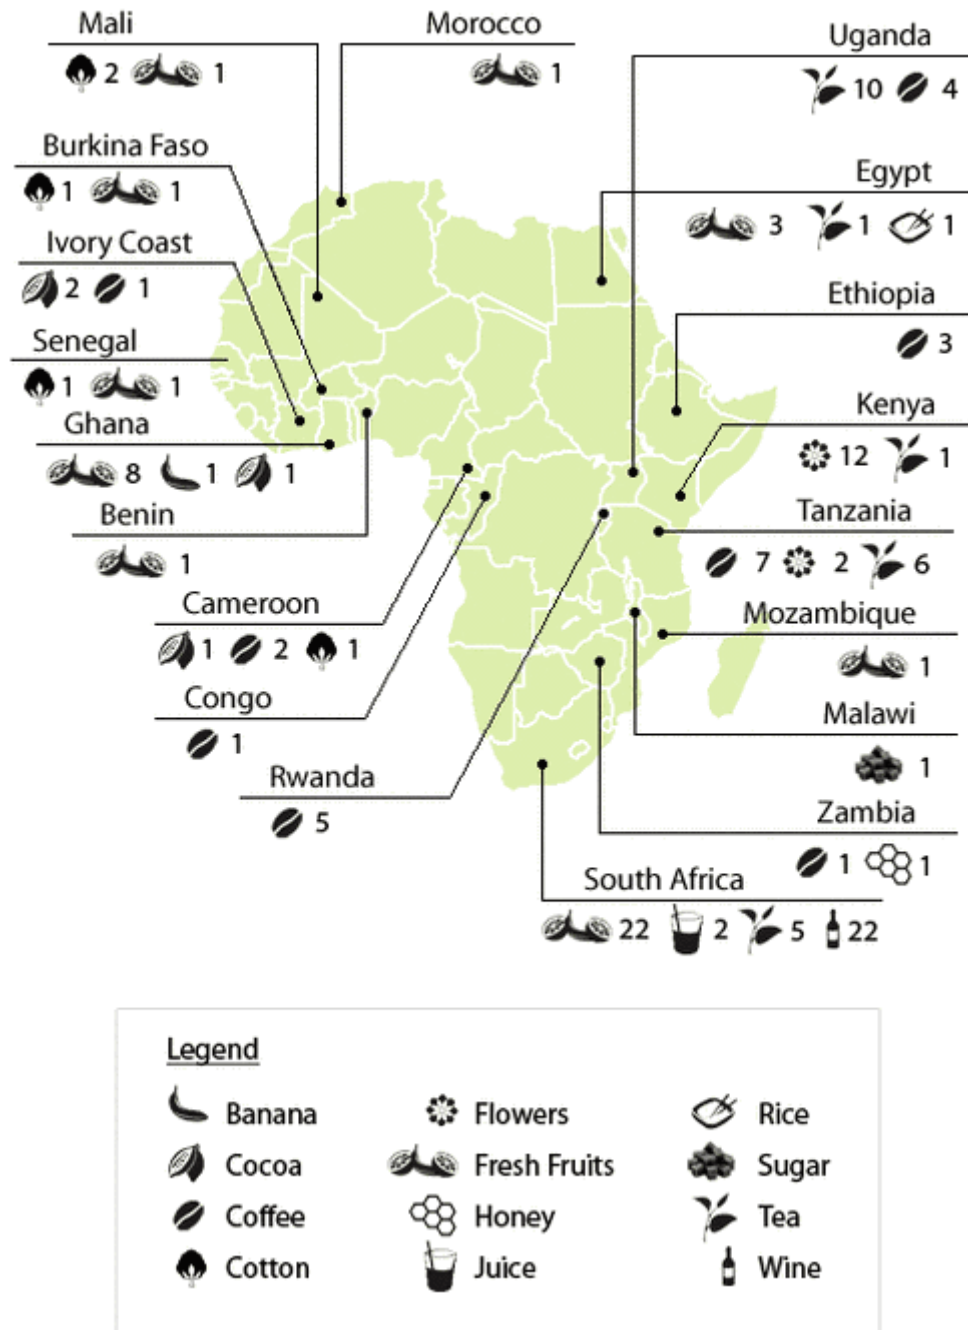 Mali
2 1
Morocco
1
Uganda
10 4
Burkina Faso
1 1
Egypt
3 1 1
Ivory Coast
2 1
Ethiopia
3
Senegal
1 1
Kenya
12 1
Ghana
8 1 1
Tanzania
7 2 6
Benin
1
Cameroon
1 2 1
Mozambique
1
Congo
1
Malawi
1
Rwanda
5
Zambia
1 1
South Africa
22 2 5 22
Legend
Banana Flowers Rice
Cocoa Fresh Fruits Sugar
Coffee Honey Tea
Cotton Juice Wine